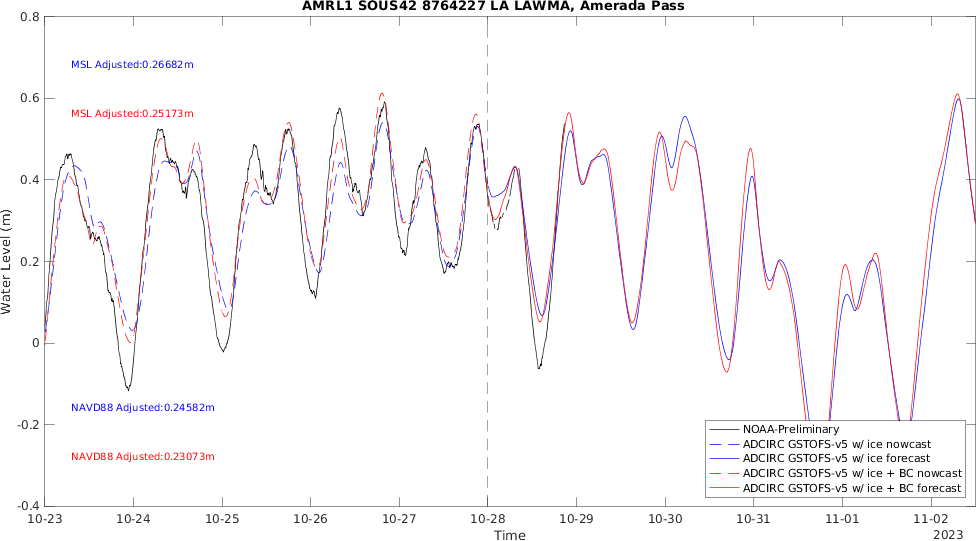 AMRL1 SOUS42 8764227 LA LAWMA, Amerada Pass
0.8
0.6
0.4
0.2
0
-0.2
-0.4
Water Level (m)
MSL Adjusted:0.26682m
MSL Adjusted:0.25173m
NAVD88 Adjusted:0.24582m
NAVD88 Adjusted:0.23073m
NOAA-Preliminary
ADCIRC GSTOFS-v5 w/ ice nowcast
ADCIRC GSTOFS-v5 w/ ice forecast
ADCIRC GSTOFS-v5 w/ ice + BC nowcast
ADCIRC GSTOFS-v5 w/ ice + BC forecast
10-23 10-24 10-25 10-26 10-27 10-28 10-29 10-30 10-31 11-01 11-02
Time
2023